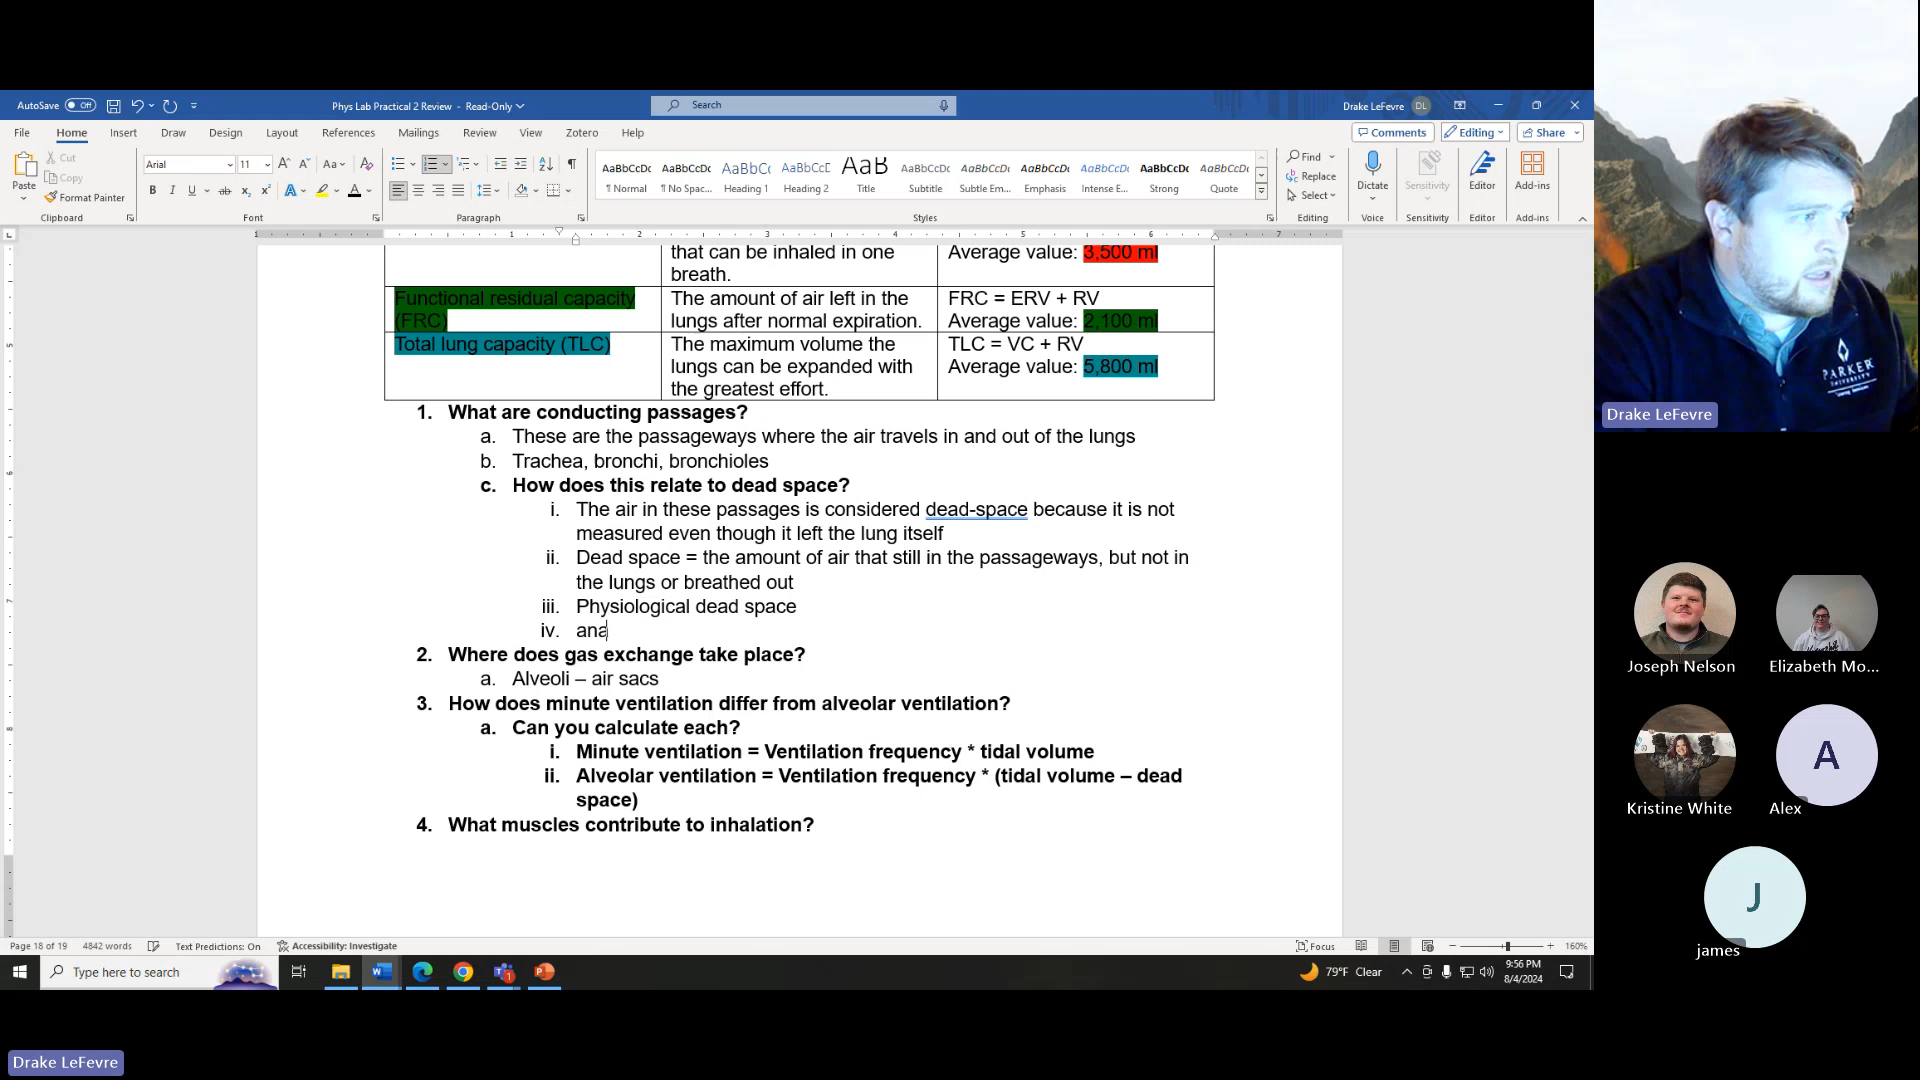 AutoSave Off
Phys Lab Practical 2 Review - Read-Only
Search
Drake LeFevre DL
File Home Insert Draw Design Layout References Mailings Review View Zotero Help
Comments Editing Share
Paste
Cut
Copy
Format Painter
Clipboard
Arial 11
Font
Paragraph
AaBbCcDc AaBbCcDc AaBbCc AaBbCcD AaB AaBbCcD AaBbCcDc AaBbCcDc AaBbCcDc AaBbCcDc AaBbCcDc
¶ Normal ¶ No Spac... Heading 1 Heading 2 Title Subtitle Subtle Em... Emphasis Intense E... Strong Quote
Styles
Find
Replace
Select
Editing
Dictate
Voice
Sensitivity
Sensitivity
Editor
Editor
Add-ins
Add-ins
that can be inhaled in one
breath.
Average value: 3,500 ml
Functional residual capacity
(FRC)
The amount of air left in the
lungs after normal expiration.
FRC = ERV + RV
Average value: 2,100 ml
Total lung capacity (TLC)
The maximum volume the
lungs can be expanded with
the greatest effort.
TLC = VC + RV
Average value: 5,800 ml
1. What are conducting passages?
a. These are the passageways where the air travels in and out of the lungs
b. Trachea, bronchi, bronchioles
c. How does this relate to dead space?
i. The air in these passages is considered dead-space because it is not
measured even though it left the lung itself
ii. Dead space = the amount of air that still in the passageways, but not in
the lungs or breathed out
iii. Physiological dead space
iv. ana
2. Where does gas exchange take place?
a. Alveoli – air sacs
3. How does minute ventilation differ from alveolar ventilation?
a. Can you calculate each?
i. Minute ventilation = Ventilation frequency * tidal volume
ii. Alveolar ventilation = Ventilation frequency * (tidal volume – dead
space)
4. What muscles contribute to inhalation?
Page 18 of 19 4842 words Text Predictions: On Accessibility: Investigate
Focus 160%
Type here to search
79°F Clear
9:56 PM
8/4/2024
PARKER
UNIVERSITY
Drake LeFevre
Joseph Nelson
Elizabeth Mo...
Kristine White
A
Alex
J
james
Drake LeFevre